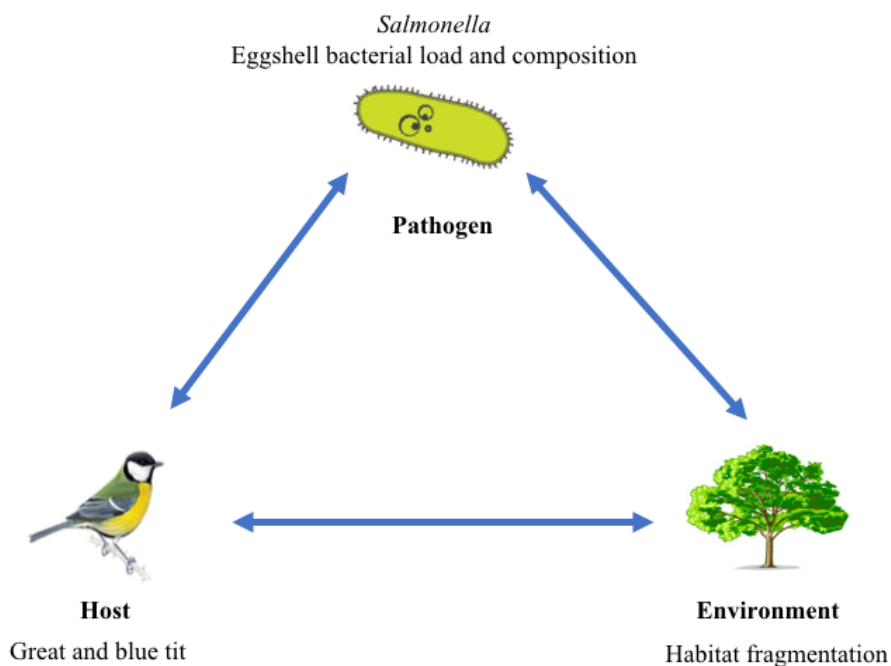 Salmonella
Eggshell bacterial load and composition
Pathogen
Host
Great and blue tit
Environment
Habitat fragmentation